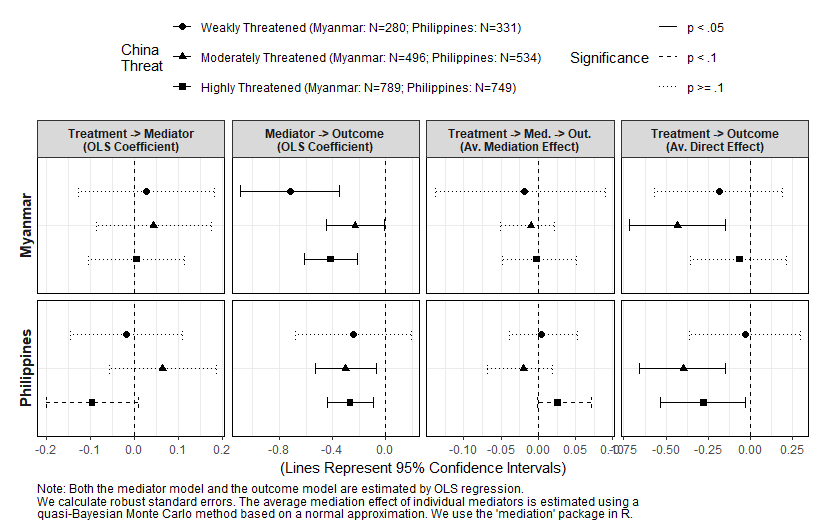 China
Threat
Weakly Threatened (Myanmar: N=280; Philippines: N=331)
Moderately Threatened (Myanmar: N=496; Philippines: N=534)
Highly Threatened (Myanmar: N=789; Philippines: N=749)
Significance
p < .05
p < .1
p >= .1
Treatment -> Mediator
(OLS Coefficient)
Mediator -> Outcome
(OLS Coefficient)
Treatment -> Med. -> Out.
(Av. Mediation Effect)
Treatment -> Outcome
(Av. Direct Effect)
Myanmar
Philippines
-0.2 -0.1 0.0 0.1 0.2
-0.8 -0.4 0.0
-0.10 -0.05 0.00 0.05
-0.50 -0.25 0.00 0.25
(Lines Represent 95% Confidence Intervals)
Note: Both the mediator model and the outcome model are estimated by OLS regression.
We calculate robust standard errors. The average mediation effect of individual mediators is estimated using a
quasi-Bayesian Monte Carlo method based on a normal approximation. We use the 'mediation' package in R.